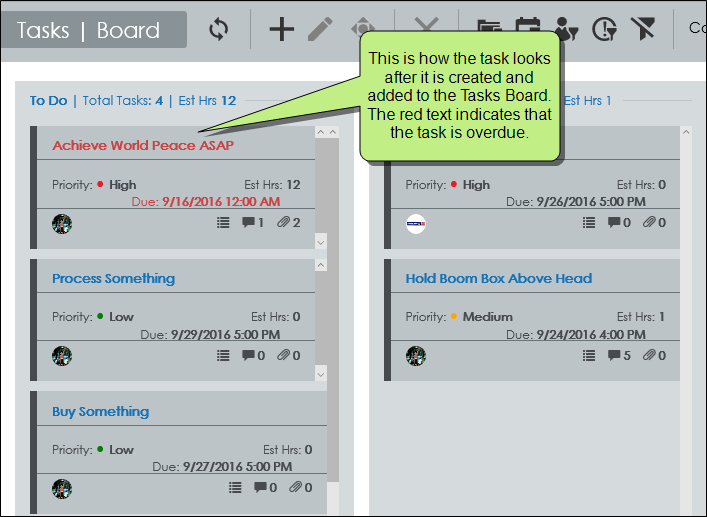 Tasks | Board
This is how the task looks
after it is created and
added to the Tasks Board.
The red text indicates that
the task is overdue.
To Do | Total Tasks: 4 | Est Hrs 12
Achieve World Peace ASAP
Priority: High Est Hrs: 12
Due: 9/16/2016 12:00 AM
1 2
Process Something
Priority: Low Est Hrs: 0
Due: 9/29/2016 5:00 PM
0 0
Buy Something
Priority: Low Est Hrs: 0
Due: 9/27/2016 5:00 PM
0 0
Est Hrs 1
Priority: High Est Hrs: 0
Due: 9/26/2016 5:00 PM
0 0
Hold Boom Box Above Head
Priority: Medium Est Hrs: 1
Due: 9/24/2016 4:00 PM
5 0